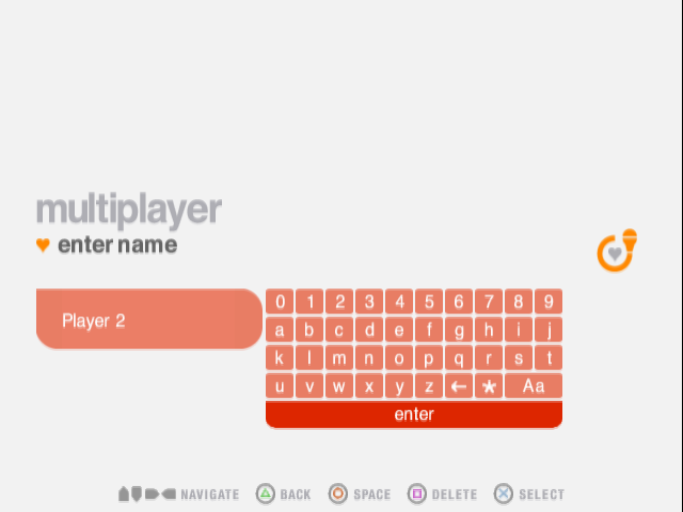 multiplayer
enter name
Player 2
0 1 2 3 4 5 6 7 8 9
a b c d e f g h i j
k l m n o p q r s t
u v w x y z ← * Aa
enter
NAVIGATE BACK SPACE DELETE SELECT